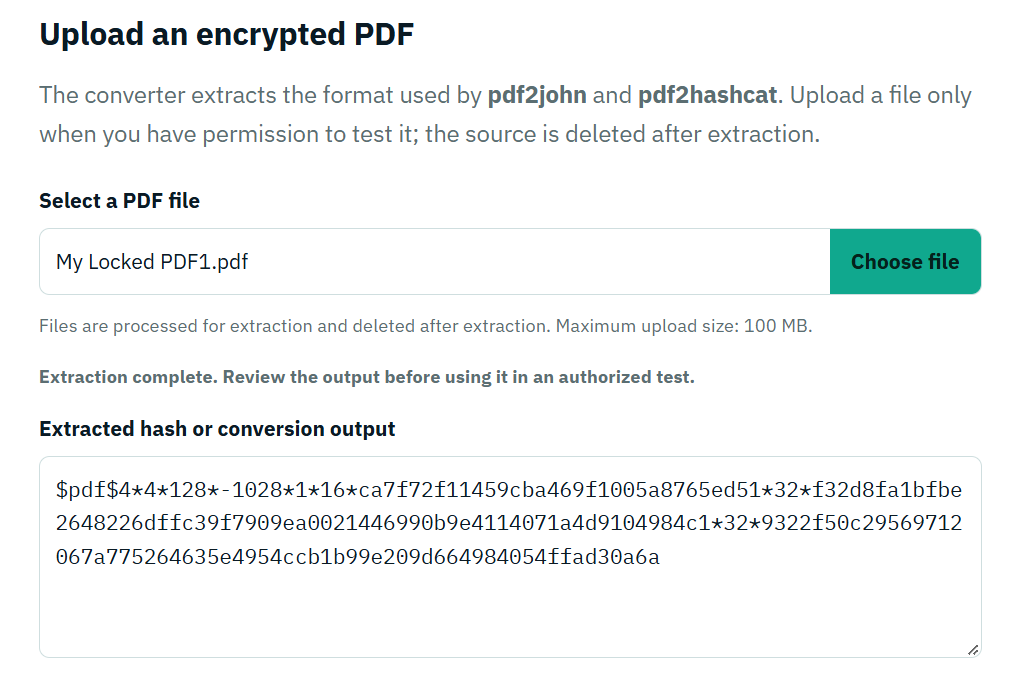 Upload an encrypted PDF
The converter extracts the format used by pdf2john and pdf2hashcat. Upload a file only
when you have permission to test it; the source is deleted after extraction.
Select a PDF file
My Locked PDF1.pdf
Choose file
Files are processed for extraction and deleted after extraction. Maximum upload size: 100 MB.
Extraction complete. Review the output before using it in an authorized test.
Extracted hash or conversion output
$pdf$4*4*128*-1028*1*16*ca7f72f11459cba469f1005a8765ed51*32*f32d8fa1bfbe
2648226dffc39f7909ea0021446990b9e4114071a4d9104984c1*32*9322f50c29569712
067a775264635e4954ccb1b99e209d664984054ffad30a6a